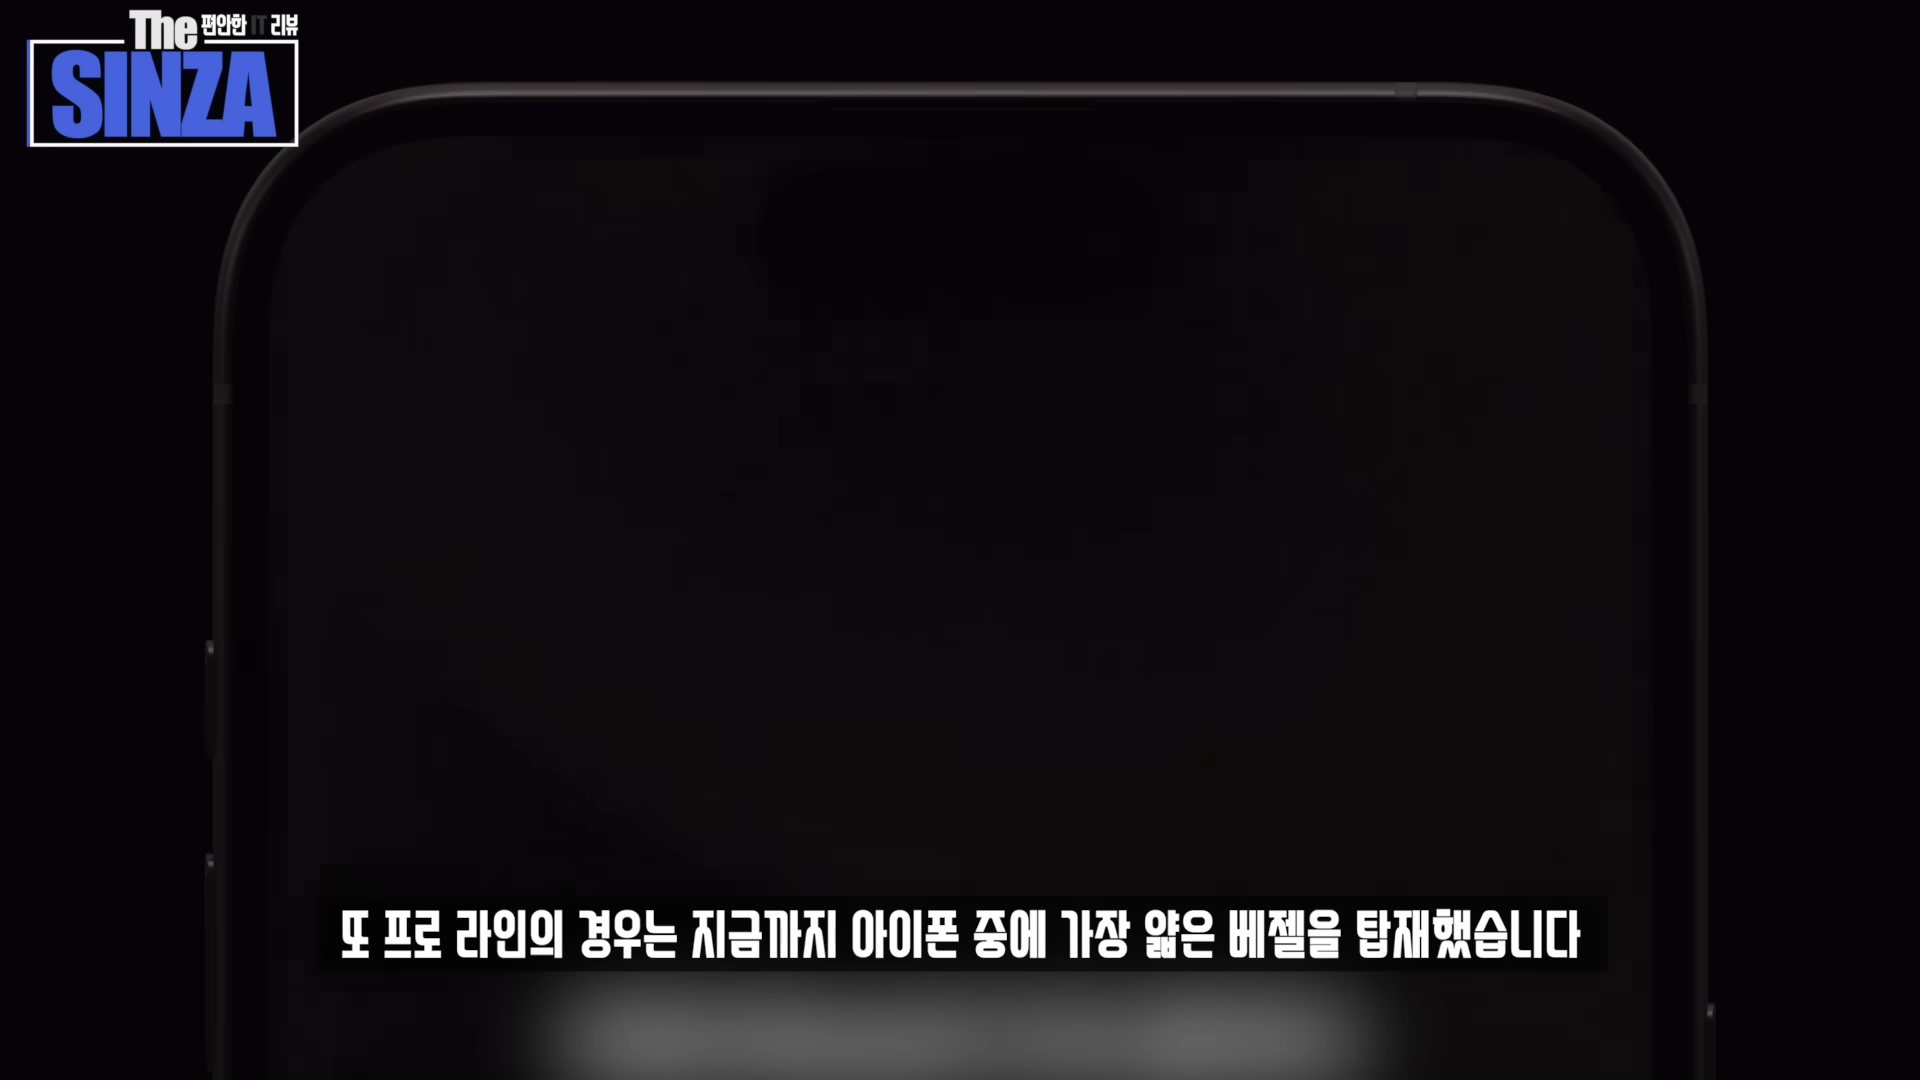 The 편안한 IT 리뷰
SINZA
또 프로 라인의 경우는 지금까지 아이폰 중에 가장 얇은 베젤을 탑재했습니다